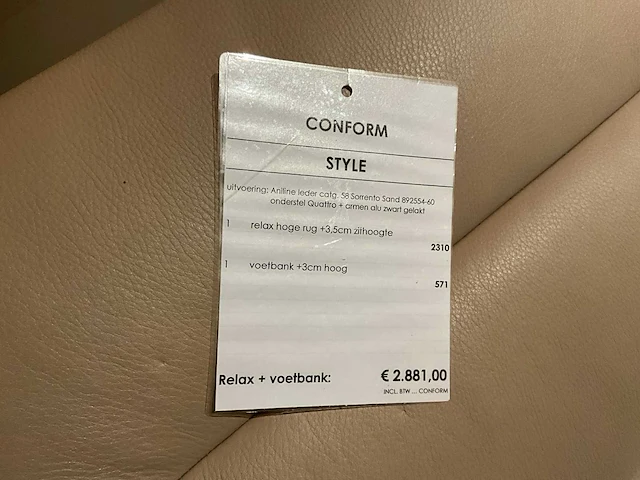 CONFORM
STYLE
uitvoering: Aniline leder catg. 58 Sorrento Sand 892554-60
onderstel Quattro + armen alu zwart gelakt
1 relax hoge rug +3,5cm zithoogte
2310
1 voetbank +3cm hoog
571
Relax + voetbank: € 2.881,00
INCL. BTW ... CONFORM